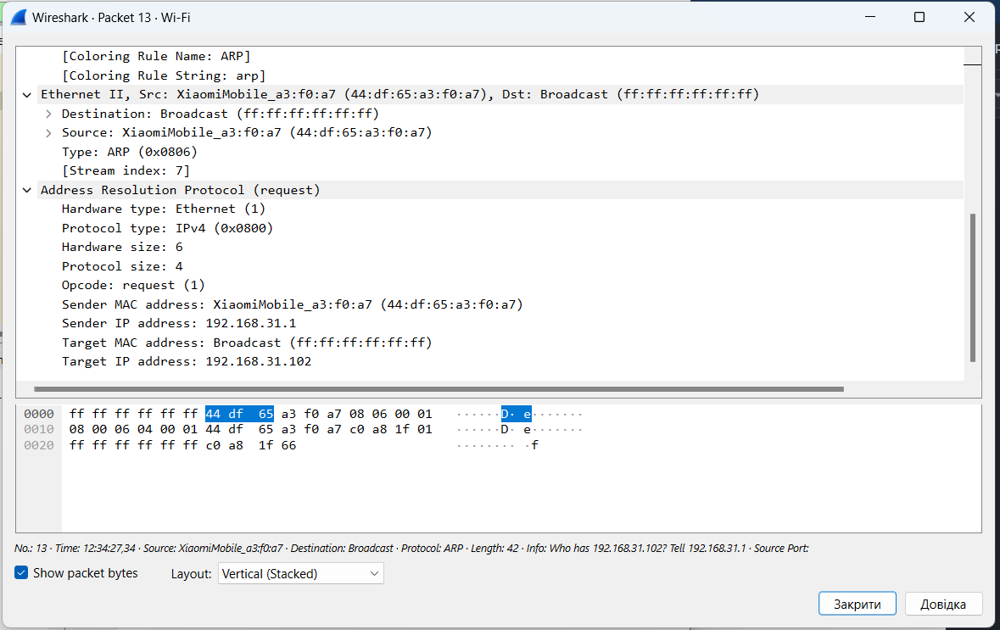 Wireshark · Packet 13 · Wi-Fi
[Coloring Rule Name: ARP]
[Coloring Rule String: arp]
Ethernet II, Src: XiaomiMobile_a3:f0:a7 (44:df:65:a3:f0:a7), Dst: Broadcast (ff:ff:ff:ff:ff:ff)
Destination: Broadcast (ff:ff:ff:ff:ff:ff)
Source: XiaomiMobile_a3:f0:a7 (44:df:65:a3:f0:a7)
Type: ARP (0x0806)
[Stream index: 7]
Address Resolution Protocol (request)
Hardware type: Ethernet (1)
Protocol type: IPv4 (0x0800)
Hardware size: 6
Protocol size: 4
Opcode: request (1)
Sender MAC address: XiaomiMobile_a3:f0:a7 (44:df:65:a3:f0:a7)
Sender IP address: 192.168.31.1
Target MAC address: Broadcast (ff:ff:ff:ff:ff:ff)
Target IP address: 192.168.31.102
0000 ff ff ff ff ff ff 44 df 65 a3 f0 a7 08 06 00 01 ······D· e·······
0010 08 00 06 04 00 01 44 df 65 a3 f0 a7 c0 a8 1f 01 ······D· e·······
0020 ff ff ff ff ff ff c0 a8 1f 66 ········ ·f
No.: 13 · Time: 12:34:27,34 · Source: XiaomiMobile_a3:f0:a7 · Destination: Broadcast · Protocol: ARP · Length: 42 · Info: Who has 192.168.31.102? Tell 192.168.31.1 · Source Port:
Show packet bytes Layout: Vertical (Stacked)
Закрити Довідка